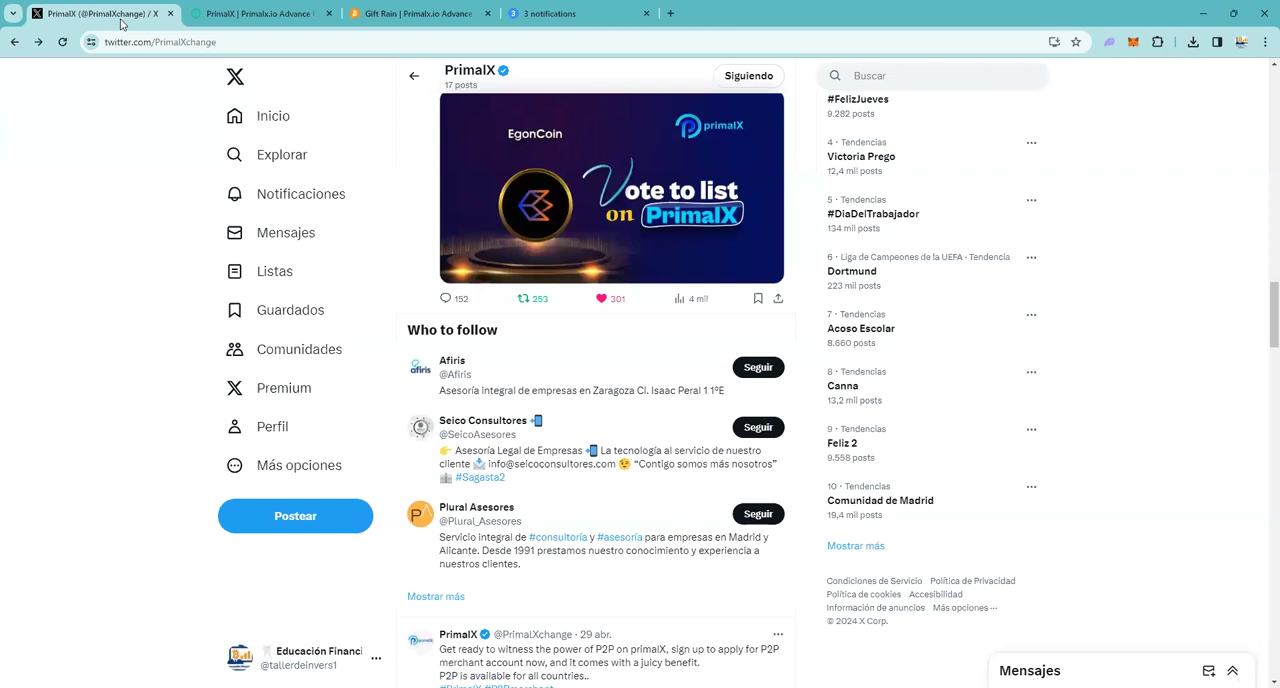 PrimalX (@PrimalXchange) / X
PrimalX | Primalx.io Advance
Gift Rain | Primalx.io Advance
3 notifications
twitter.com/PrimalXchange
PrimalX
17 posts
Siguiendo
Buscar
Inicio
Explorar
Notificaciones
Mensajes
Listas
Guardados
Comunidades
Premium
Perfil
Más opciones
Postear
Educación Financi
@tallerdeinvers1
EgonCoin
primalX
Vote to list
on PrimalX
152
253
301
4 mil
Who to follow
Afiris
@Afiris
Seguir
Asesoría integral de empresas en Zaragoza Cl. Isaac Peral 1 1ºE
Seico Consultores
@SeicoAsesores
Seguir
👉 Asesoría Legal de Empresas 📲 La tecnología al servicio de nuestro
cliente 📩 info@seicoconsultores.com 😉 “Contigo somos más nosotros”
#Sagasta2
Plural Asesores
@Plural_Asesores
Seguir
Servicio integral de #consultoría y #asesoría para empresas en Madrid y
Alicante. Desde 1991 prestamos nuestro conocimiento y experiencia a
nuestros clientes.
Mostrar más
PrimalX @PrimalXchange · 29 abr.
Get ready to witness the power of P2P on primalX, sign up to apply for P2P
merchant account now, and it comes with a juicy benefit.
P2P is available for all countries..
#PrimalX #P2Pmerchant
#FelizJueves
9.282 posts
4 · Tendencias
Victoria Prego
12,4 mil posts
5 · Tendencias
#DiaDelTrabajador
134 mil posts
6 · Liga de Campeones de la UEFA · Tendencia
Dortmund
223 mil posts
7 · Tendencias
Acoso Escolar
8.660 posts
8 · Tendencias
Canna
13,2 mil posts
9 · Tendencias
Feliz 2
9.558 posts
10 · Tendencias
Comunidad de Madrid
19,4 mil posts
Mostrar más
Condiciones de Servicio Política de Privacidad
Política de cookies Accesibilidad
Información de anuncios Más opciones ···
© 2024 X Corp.
Mensajes